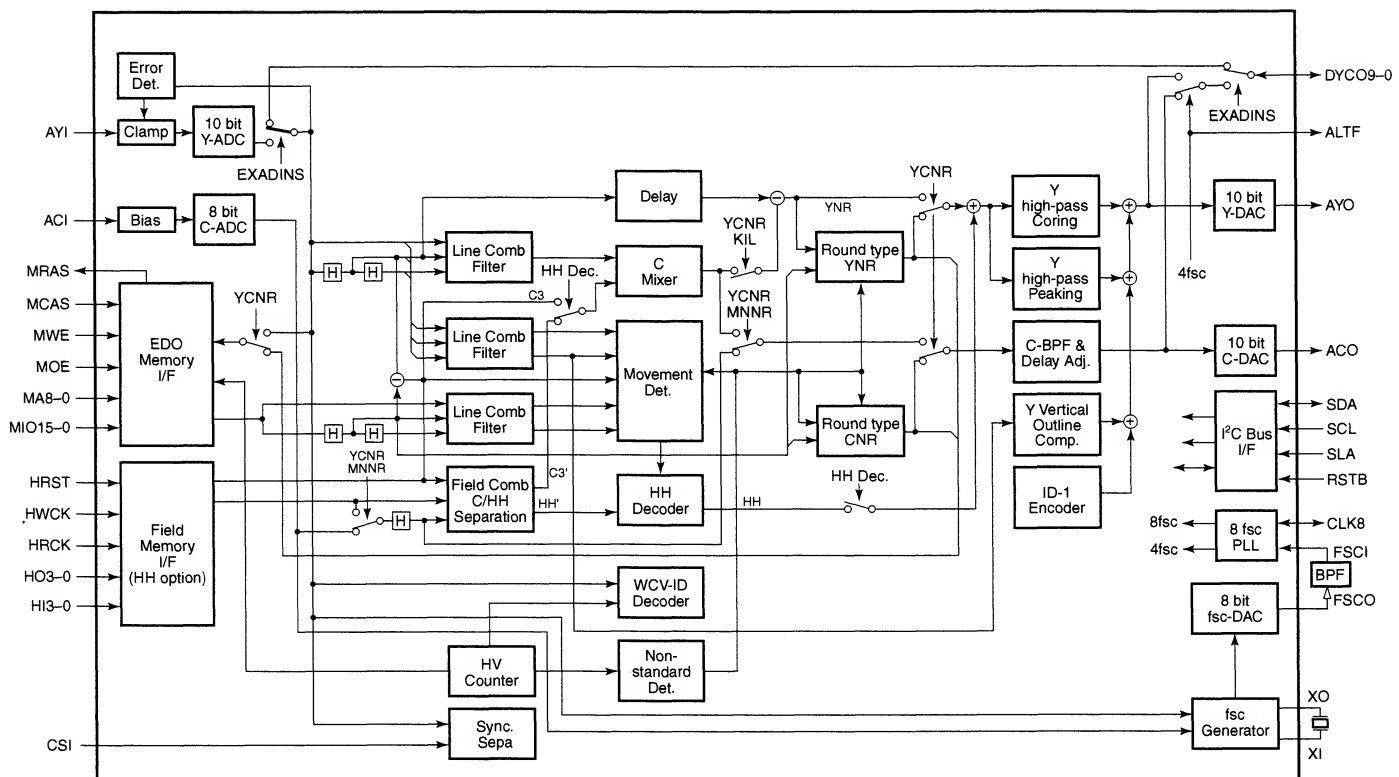 Error
Det.
AYI
Clamp
10 bit
Y-ADC
EXADINS
ACI
Bias
8 bit
C-ADC
MRAS
MCAS
MWE
MOE
MA8–0
MIO15–0
EDO
Memory
I/F
YCNR
HRST
HWCK
HRCK
HO3–0
HI3–0
Field
Memory
I/F
(HH option)
CSI
H
H
H
H
YCNR
MNNR
H
Line Comb
Filter
Line Comb
Filter
Line Comb
Filter
Field Comb
C/HH
Separation
C3
HH Dec.
C3'
HH'
Delay
C
Mixer
Movement
Det.
HH
Decoder
WCV-ID
Decoder
HV
Counter
Non-
standard
Det.
Sync.
Sepa
YCNR
KIL
YCNR
MNNR
YNR
YCNR
Round type
YNR
Round type
CNR
HH
HH Dec.
Y
high-pass
Coring
Y
high-pass
Peaking
C-BPF &
Delay Adj.
Y Vertical
Outline
Comp.
ID-1
Encoder
EXADINS
4fsc
10 bit
Y-DAC
10 bit
C-DAC
I²C Bus
I/F
8fsc
4fsc
8 fsc
PLL
BPF
8 bit
fsc-DAC
fsc
Generator
DYCO9–0
ALTF
AYO
ACO
SDA
SCL
SLA
RSTB
CLK8
FSCI
FSCO
XO
XI